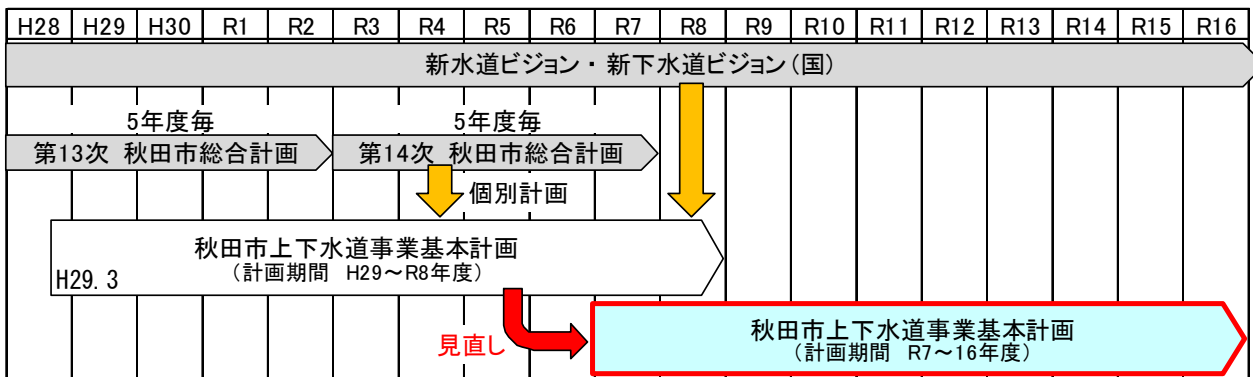 H28 H29 H30 R1 R2 R3 R4 R5 R6 R7 R8 R9 R10 R11 R12 R13 R14 R15 R16
新水道ビジョン・新下水道ビジョン(国)
5年度毎 5年度毎
第13次 秋田市総合計画 第14次 秋田市総合計画
個別計画
秋田市上下水道事業基本計画
(計画期間 H29~R8年度)
H29.3
見直し
秋田市上下水道事業基本計画
(計画期間 R7~16年度)